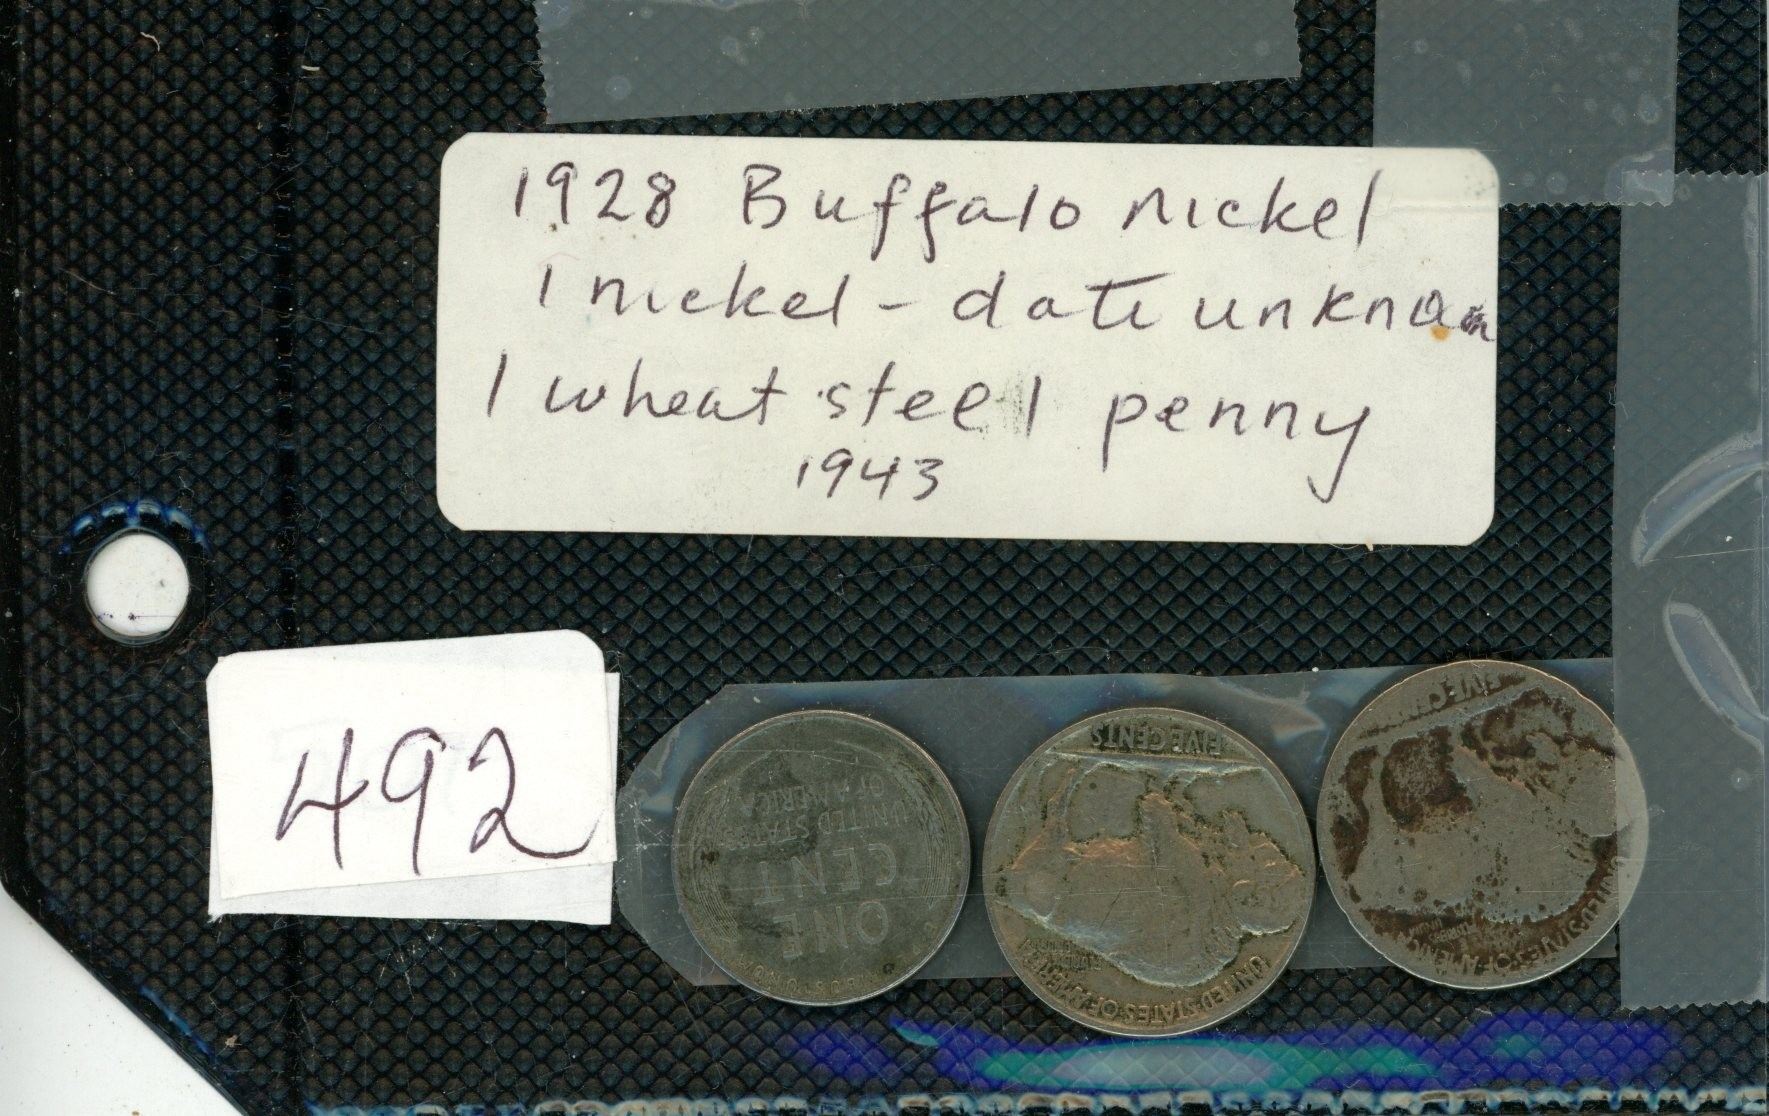 1928 Buffalo nickel
1 nickel - date unknown
1 wheat steel penny
1943
492
FIVE CENTS
FIVE CENTS
UNITED STATES
OF AMERICA
ONE
CENT
UNITED STATES OF AMERICA
UNITED STATES OF AMERICA